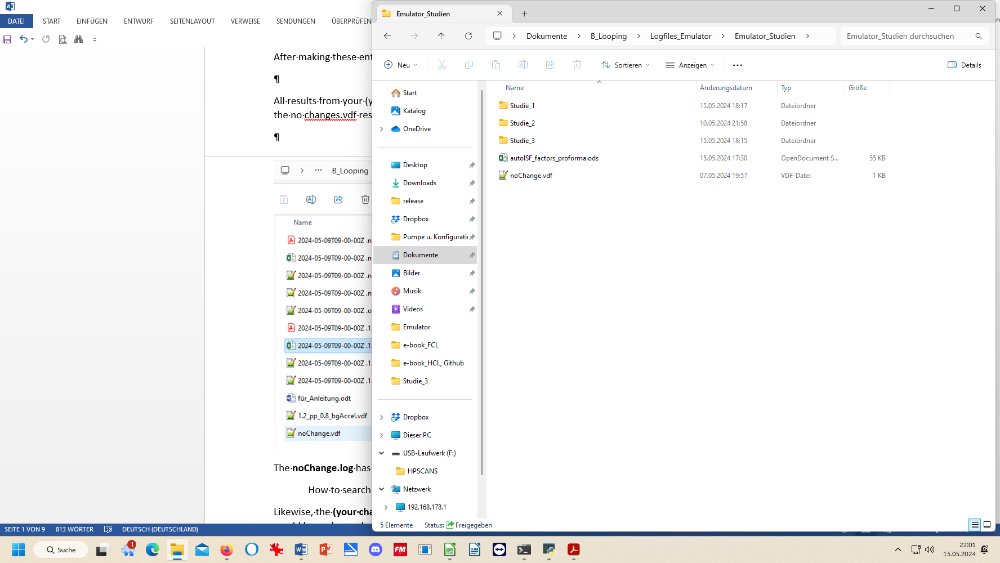 DATEI START EINFÜGEN ENTWURF SEITENLAYOUT VERWEISE SENDUNGEN ÜBERPRÜFEN
After·making·these·ent
¶
All·results·from·your·(y
the·no·changes.vdf·res
¶
B_Looping
Name
2024-05-09T09-00-00Z .n
2024-05-09T09-00-00Z .n
2024-05-09T09-00-00Z .n
2024-05-09T09-00-00Z .n
2024-05-09T09-00-00Z .o
2024-05-09T09-00-00Z .1.
2024-05-09T09-00-00Z .1.
2024-05-09T09-00-00Z .1.
2024-05-09T09-00-00Z .1.
für_Anleitung.odt
1.2_pp_0.8_bgAccel.vdf
noChange.vdf
The·noChange.log·has·
How·to·search·
Likewise,·the·(your·cha
SEITE 1 VON 9 813 WÖRTER DEUTSCH (DEUTSCHLAND)
Emulator_Studien
Dokumente B_Looping Logfiles_Emulator Emulator_Studien Emulator_Studien durchsuchen
Neu Sortieren Anzeigen Details
Start
Katalog
OneDrive
Desktop
Downloads
release
Dropbox
Pumpe u. Konfiguratio
Dokumente
Bilder
Musik
Videos
Emulator
e-book_FCL
e-book_HCL, Github
Studie_3
Dropbox
Dieser PC
USB-Laufwerk (F:)
HPSCANS
Netzwerk
192.168.178.1
Name Änderungsdatum Typ Größe
Studie_1 15.05.2024 18:17 Dateiordner
Studie_2 10.05.2024 21:58 Dateiordner
Studie_3 15.05.2024 18:15 Dateiordner
autoISF_factors_proforma.ods 15.05.2024 17:30 OpenDocument S... 55 KB
noChange.vdf 07.05.2024 19:57 VDF-Datei 1 KB
5 Elemente Status: Freigegeben
Suche 1 FM 22:01
15.05.2024